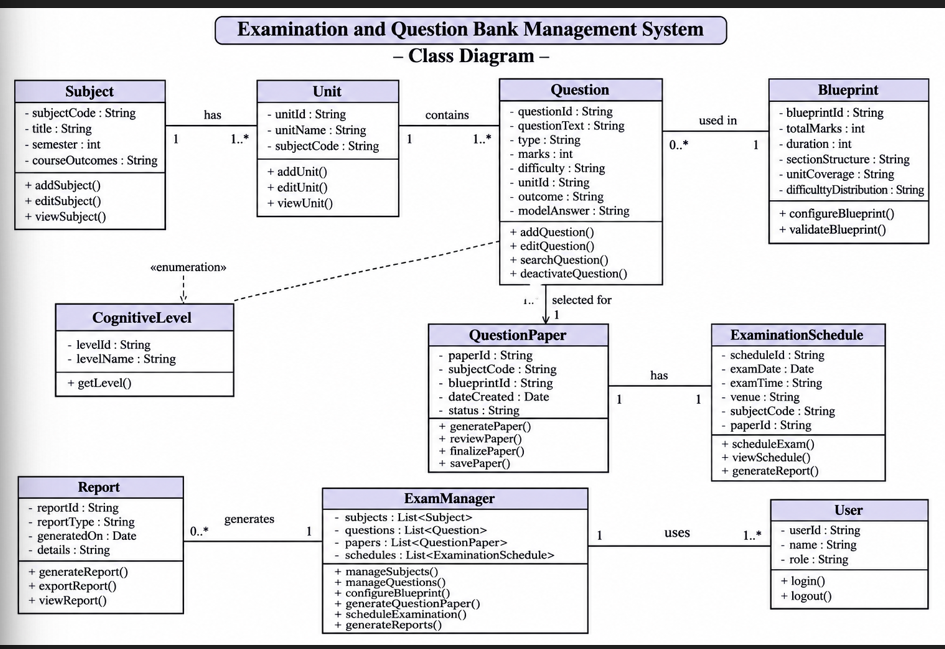 Examination and Question Bank Management System
– Class Diagram –
Subject
- subjectCode : String
- title : String
- semester : int
- courseOutcomes : String
+ addSubject()
+ editSubject()
+ viewSubject()
has
1
1..*
Unit
- unitId : String
- unitName : String
- subjectCode : String
+ addUnit()
+ editUnit()
+ viewUnit()
contains
1
1..*
Question
- questionId : String
- questionText : String
- type : String
- marks : int
- difficulty : String
- unitId : String
- outcome : String
- modelAnswer : String
+ addQuestion()
+ editQuestion()
+ searchQuestion()
+ deactivateQuestion()
used in
0..*
1
Blueprint
- blueprintId : String
- totalMarks : int
- duration : int
- sectionStructure : String
- unitCoverage : String
- difficulttyDistribution : String
+ configureBlueprint()
+ validateBlueprint()
«enumeration»
CognitiveLevel
- levelId : String
- levelName : String
+ getLevel()
selected for
1
QuestionPaper
- paperId : String
- subjectCode : String
- blueprintId : String
- dateCreated : Date
- status : String
+ generatePaper()
+ reviewPaper()
+ finalizePaper()
+ savePaper()
has
1
1
ExaminationSchedule
- scheduleId : String
- examDate : Date
- examTime : String
- venue : String
- subjectCode : String
- paperId : String
+ scheduleExam()
+ viewSchedule()
+ generateReport()
Report
- reportId : String
- reportType : String
- generatedOn : Date
- details : String
+ generateReport()
+ exportReport()
+ viewReport()
generates
0..*
1
ExamManager
- subjects : List<Subject>
- questions : List<Question>
- papers : List<QuestionPaper>
- schedules : List<ExaminationSchedule>
+ manageSubjects()
+ manageQuestions()
+ configureBlueprint()
+ generateQuestionPaper()
+ scheduleExamination()
+ generateReports()
1
uses
1..*
User
- userId : String
- name : String
- role : String
+ login()
+ logout()